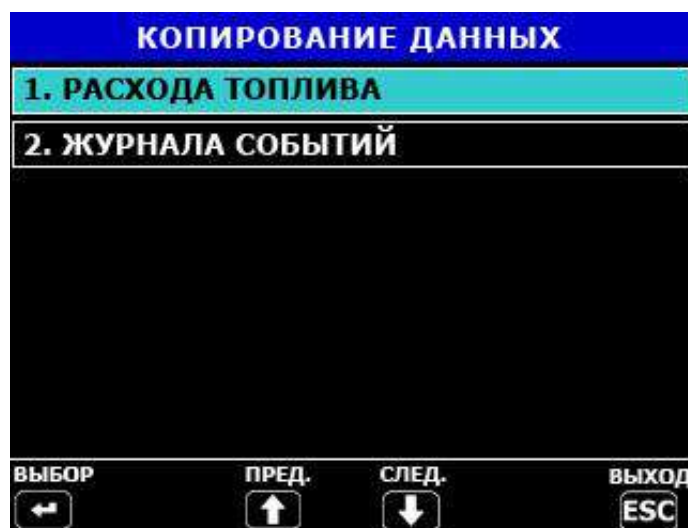 КОПИРОВАНИЕ ДАННЫХ
1. РАСХОДА ТОПЛИВА
2. ЖУРНАЛА СОБЫТИЙ
ВЫБОР ПРЕД. СЛЕД. ВЫХОД
ESC